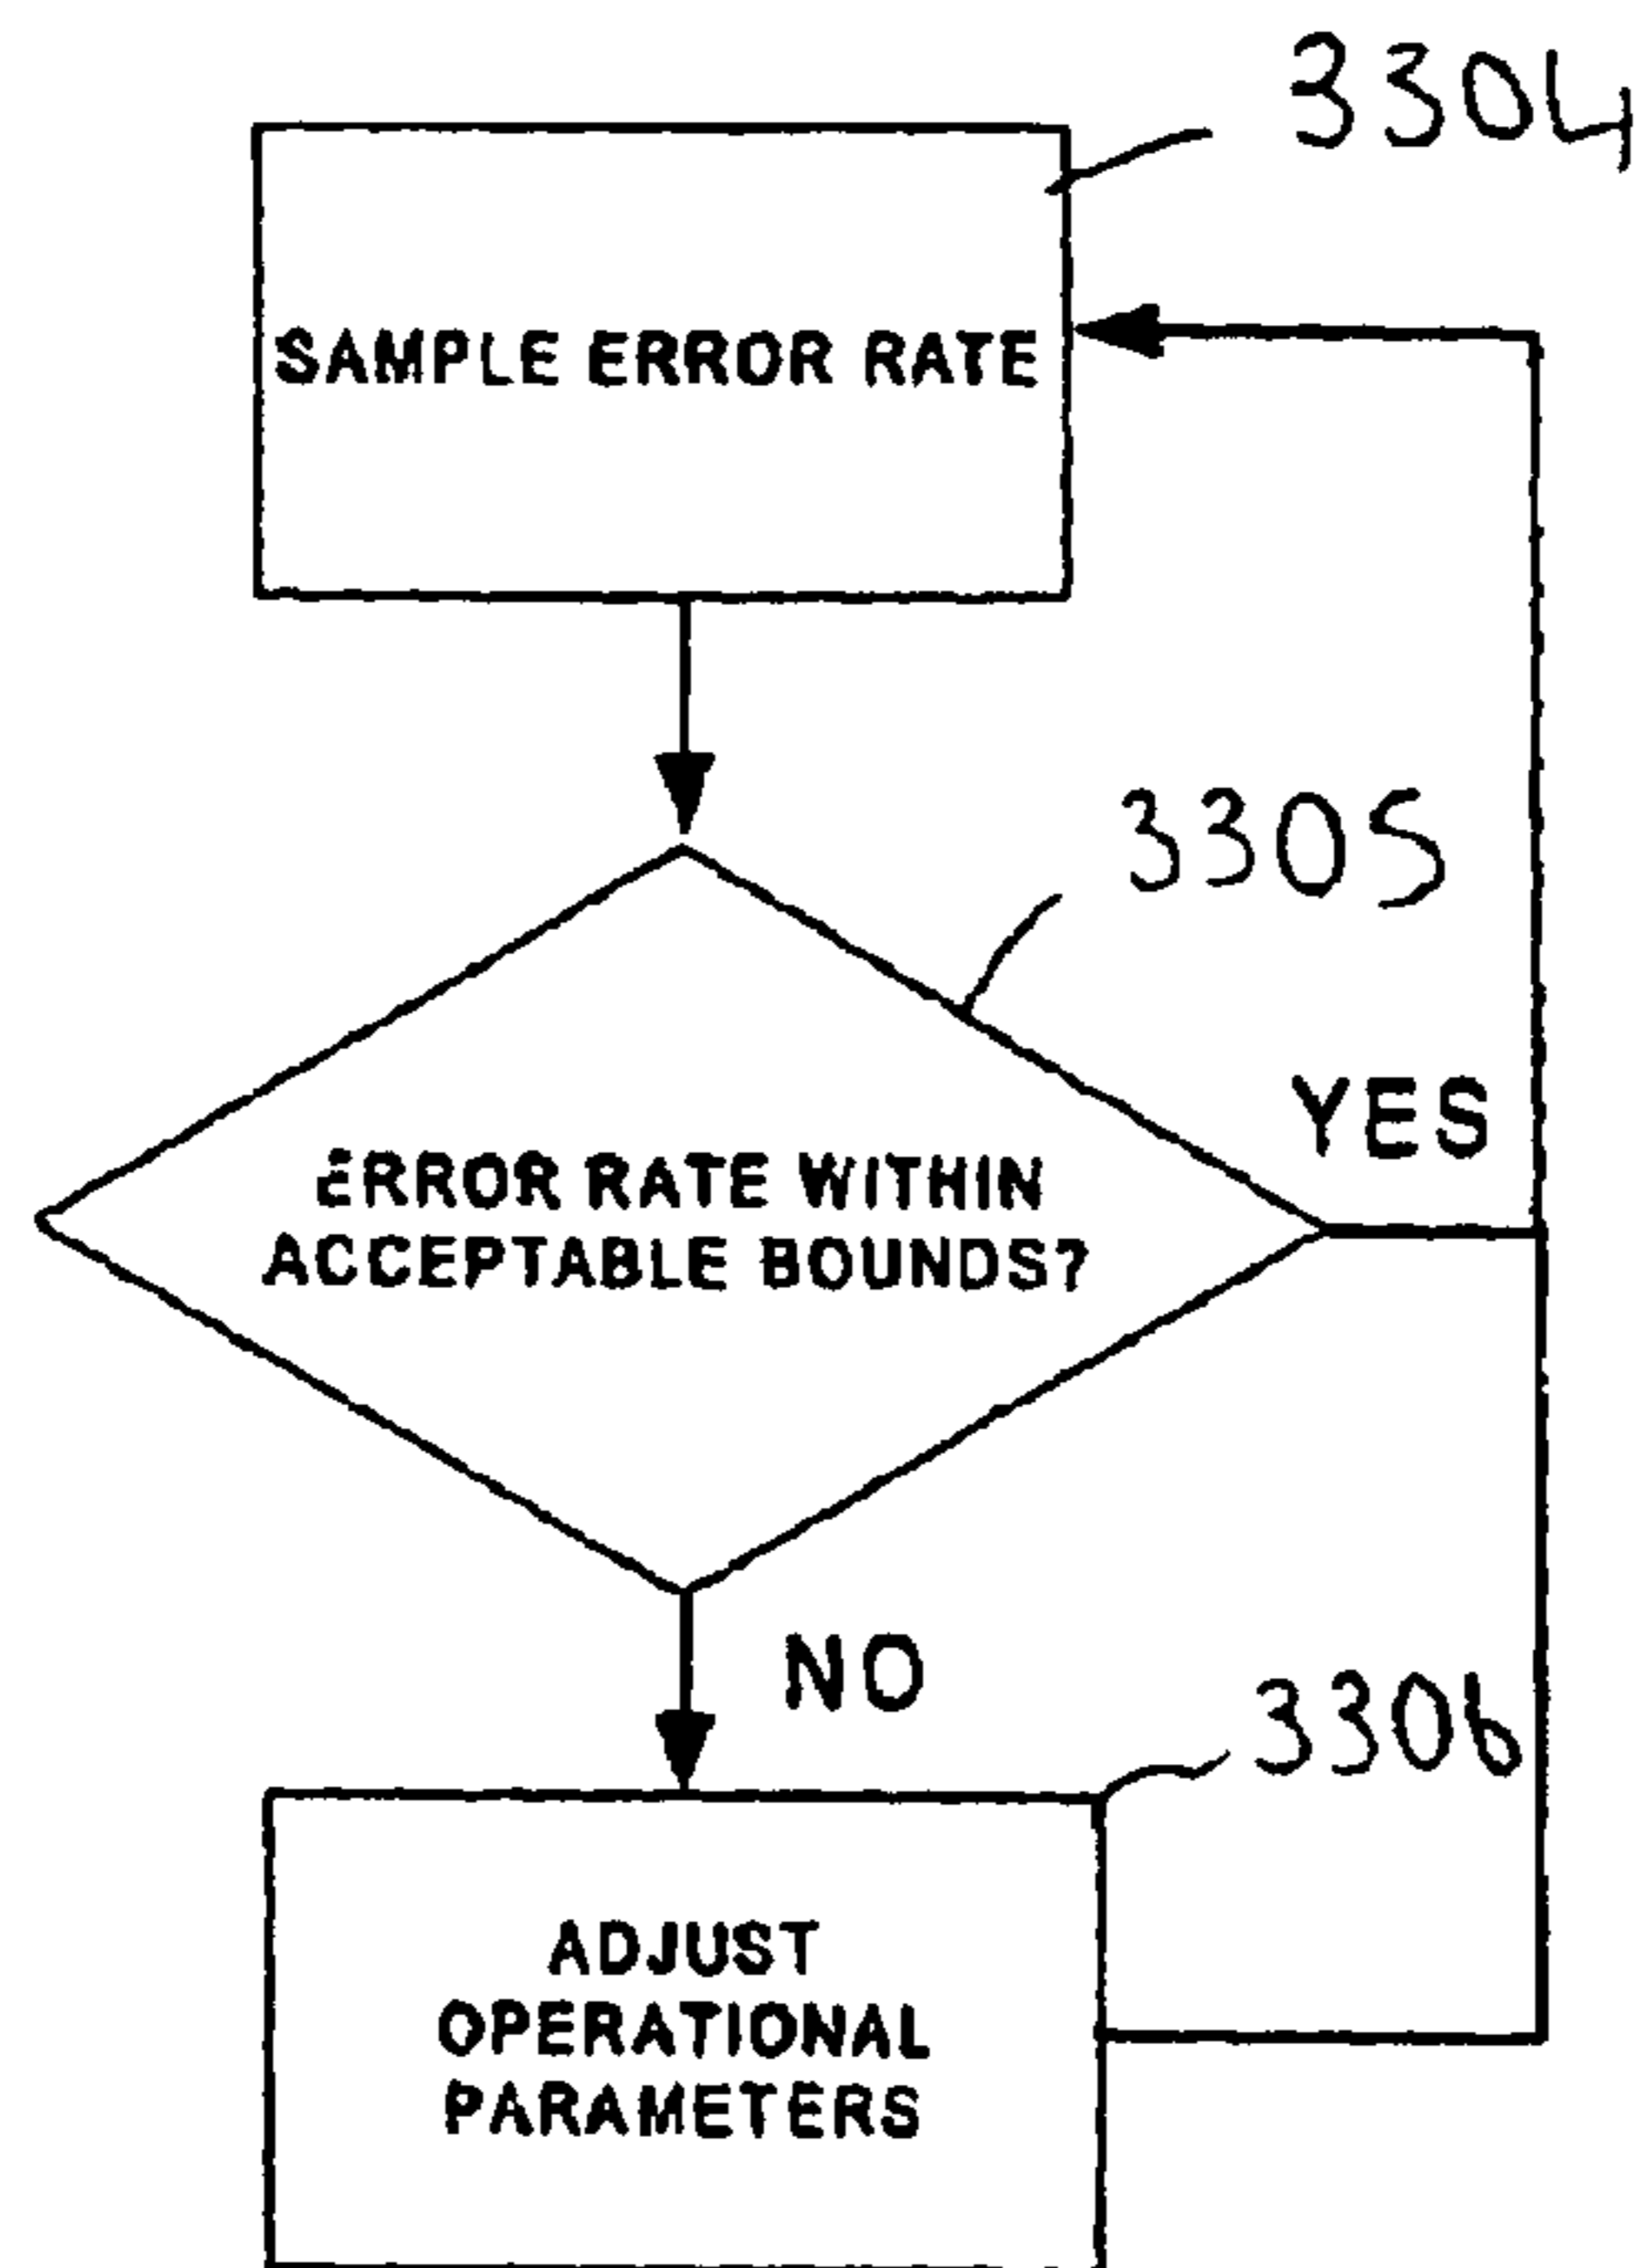 3304
SAMPLE ERROR RATE
3305
YES
ERROR RATE WITHIN
ACCEPTABLE BOUNDS?
NO
3306
ADJUST
OPERATIONAL
PARAMETERS